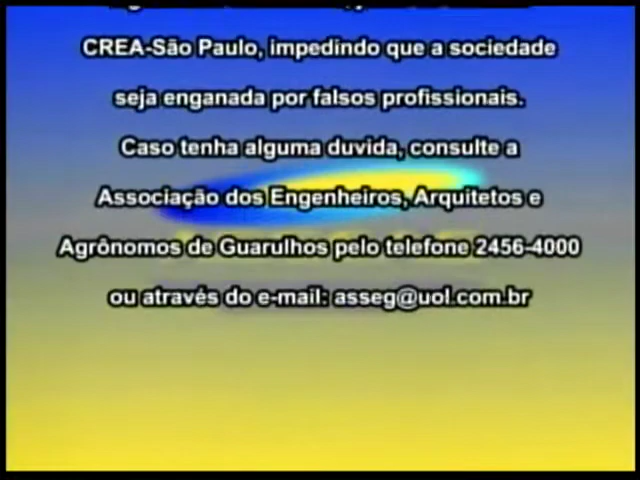 CREA-São Paulo, impedindo que a sociedade
seja enganada por falsos profissionais.
Caso tenha alguma duvida, consulte a
Associação dos Engenheiros, Arquitetos e
Agrônomos de Guarulhos pelo telefone 2456-4000
ou através do e-mail: asseg@uol.com.br